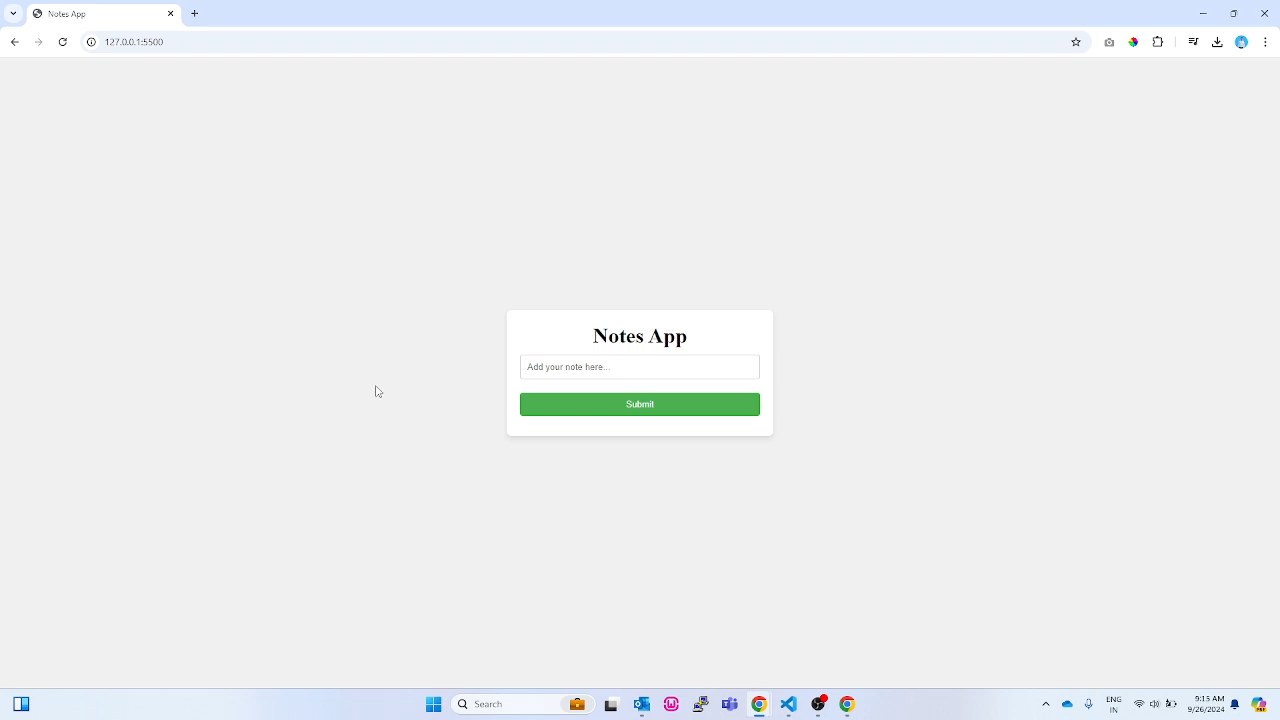 Notes App
127.0.0.1:5500
Notes App
Add your note here...
Submit
Search
ENG
IN
9:15 AM
9/26/2024